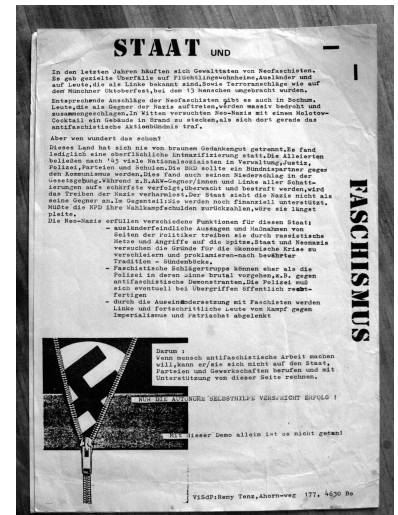 STAAT UND
FASCHISMUS
In den letzten Jahren häuften sich Gewalttaten von Neofaschisten.
Es gab gezielte Überfälle auf Flüchtlingswohnheime,Ausländer und
auf Leute,die als Linke bekannt sind.Sowie Terroranschläge wie auf
dem Münchner Oktoberfest,bei dem 13 Menschen umgebracht wurden.
Entsprechende Anschläge der Neofaschisten gibt es auch in Bochum.
Leute,die als Gegner der Nazis auftreten,werden massiv bedroht und
zusammengeschlagen.In Witten versuchten Neo-Nazis mit einem Molotow-
Cocktail ein Gebäude in Brand zu stecken,als sich dort gerade das
antifaschistische Aktionbündnis traf.
Aber wen wundert das schon?
Dieses Land hat sich nie von braunem Gedankengut getrennt.Es fand
lediglich eine oberflächliche Entnazifizierung statt.Die Alliierten
beließen nach '45 viele Nationalsozialisten in Verwaltung,Justiz,
Polizei,Parteien und Schulen.Die BRD sollte ein Bündnispartner gegen
den Kommunismus werden.Dies fand auch seinen Niederschlag in der
Gesetzgebung.Während z.B.AKW-Gegner/innen und Linke aller Schatt-
ierungen aufs schärfste verfolgt,überwacht und bestraft werden,wird
das Treiben der Nazis verharmlost.Der Staat sieht die Nazis nicht als
seine Gegner an.Im Gegenteil:Sie werden noch finanziell unterstützt.
Müßte die NPD ihre Wahlkampfschulden zurückzahlen,wäre sie längst
pleite.
Die Neo-Nazis erfüllen verschiedene Funktionen für diesen Staat:
- ausländerfeindliche Aussagen und Maßnahmen von
Seiten der Politiker treiben sie durch rassistische
Hetze und Angriffe auf die Spitze.Staat und Neonazis
versuchen die Gründe für die ökonomische Krise zu
verschleiern und proklamieren-nach bewährter
Tradition - Sündenböcke.
- Faschistische Schlägertrupps können eher als die
Polizei in deren Sinne brutal vorgehen,z.B. gegen
antifaschistische Demonstranten.Die Polizei muß
sich eventuell bei Übergriffen öffentlich recht-
fertigen
- durch die Auseinandersetzung mit Faschisten werden
Linke und fortschrittliche Leute vom Kampf gegen
Imperialismus und Patriachat abgelenkt
Darum :
Wenn mensch antifaschistische Arbeit machen
will,kann er/sie sich nicht auf den Staat,
Parteien und Gewerkschaften berufen und mit
Unterstützung von dieser Seite rechnen.
NUR DIE AUTONOME SELBSTHILFE VERSPRICHT ERFOLG !
Mit dieser Demo allein ist es nicht getan!
ViSdP:Remy Tenz,Ahorn-weg 177, 4630 Bo